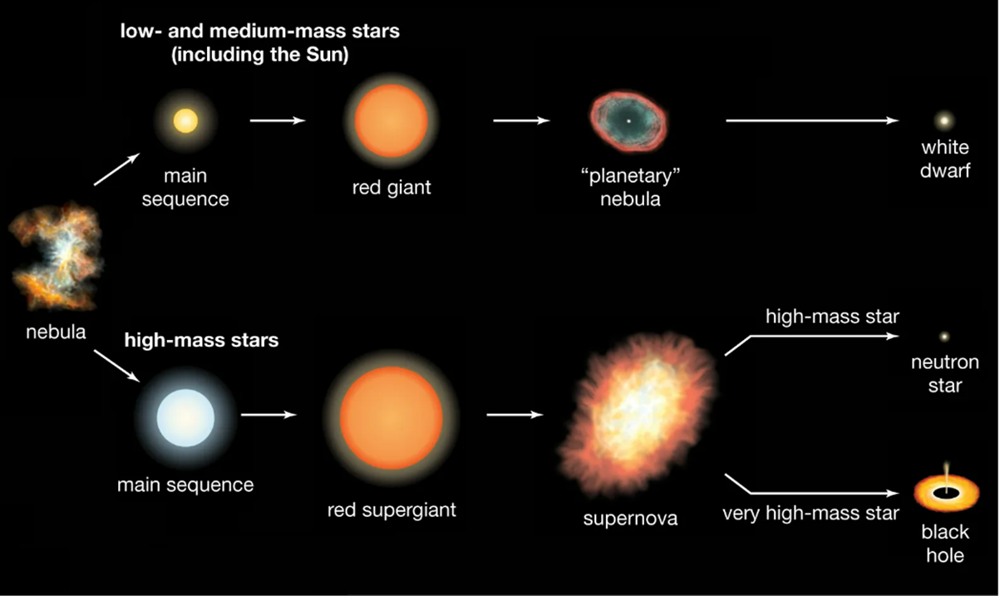 low- and medium-mass stars
(including the Sun)
main
sequence
red giant
“planetary”
nebula
white
dwarf
nebula
high-mass stars
main sequence
red supergiant
supernova
high-mass star
neutron
star
very high-mass star
black
hole